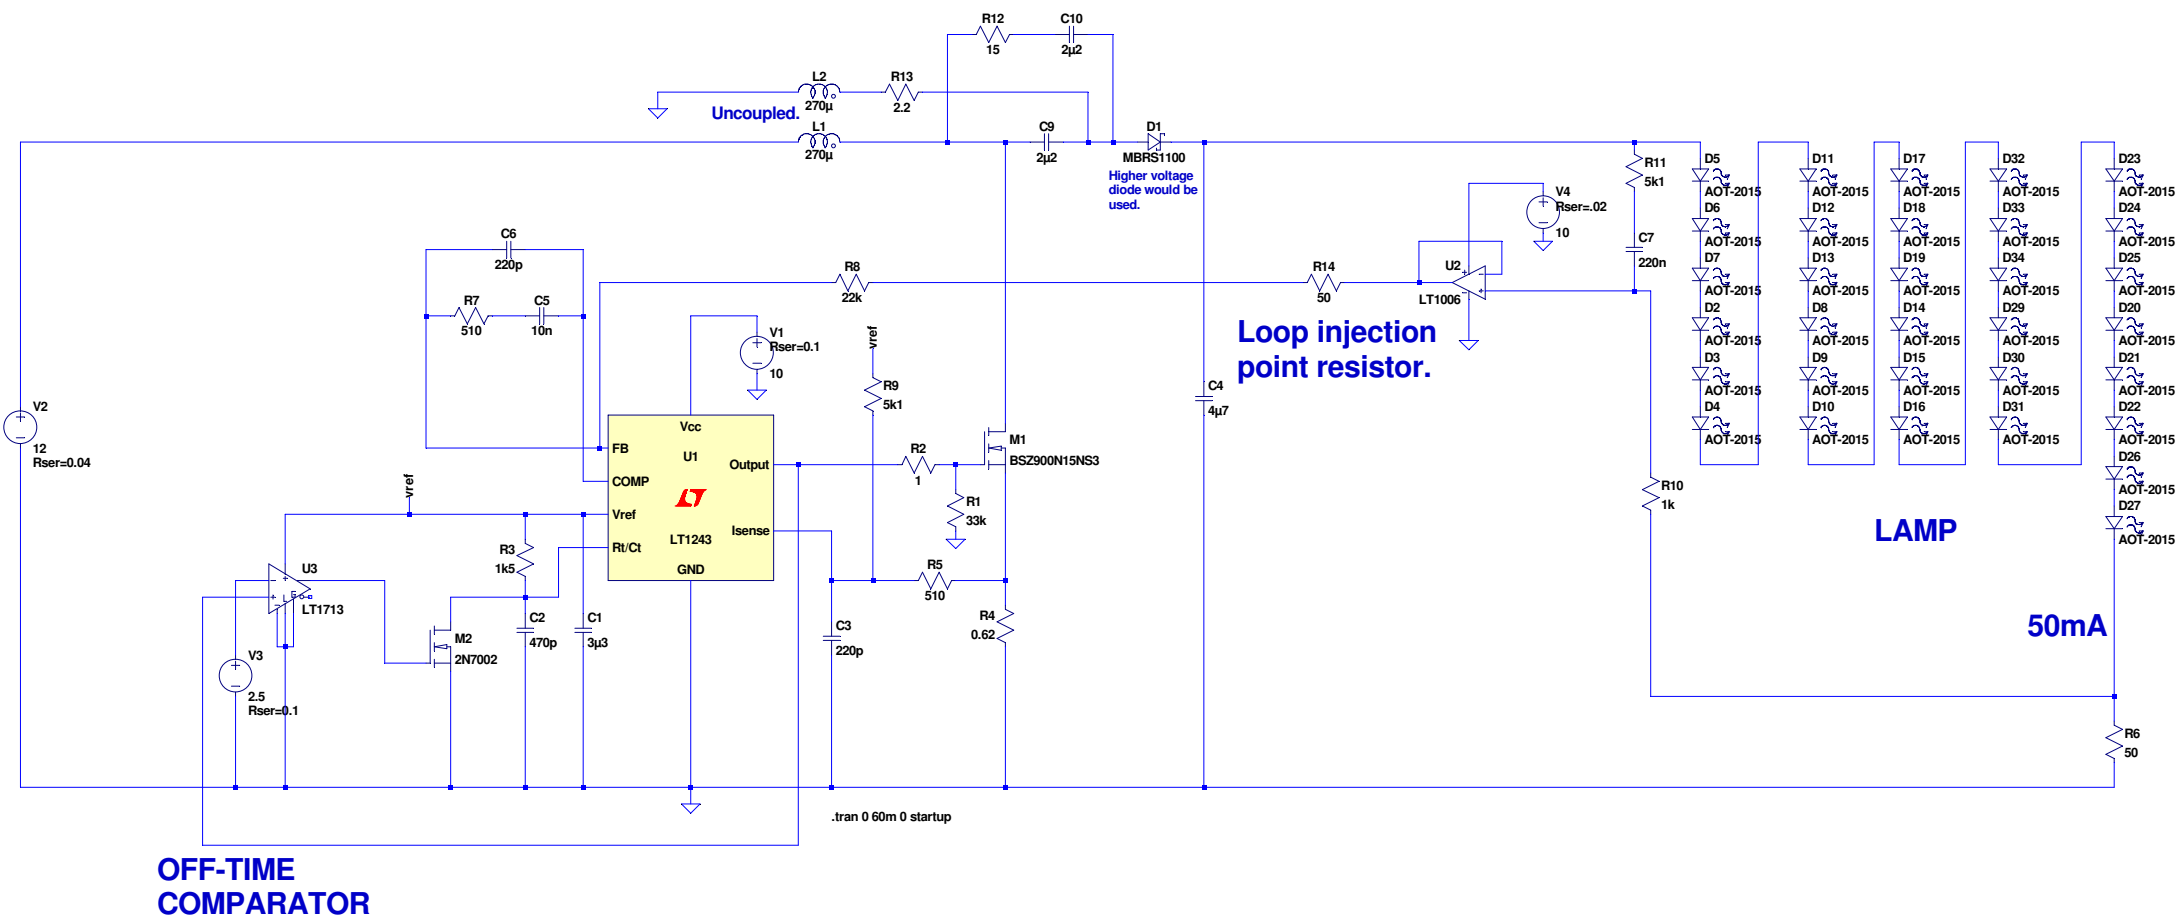 R12
15
C10
2µ2
L2
270µ
R13
2.2
Uncoupled.
L1
270µ
C9
2µ2
D1
MBRS1100
Higher voltage
diode would be
used.
R11
5k1
V4
Rser=.02
10
C7
220n
U2
LT1006
R14
50
R8
22k
Loop injection
point resistor.
C6
220p
R7
510
C5
10n
V1
Rser=0.1
10
vref
R9
5k1
C4
4µ7
V2
12
Rser=0.04
Vcc
FB
U1
Output
COMP
Vref
Isense
Rt/Ct
LT1243
GND
R2
1
M1
BSZ900N15NS3
R1
33k
vref
R3
1k5
U3
LT1713
R5
510
R4
0.62
C2
470p
C1
3µ3
C3
220p
M2
2N7002
V3
2.5
Rser=0.1
R10
1k
D5
AOT-2015
D6
AOT-2015
D7
AOT-2015
D2
AOT-2015
D3
AOT-2015
D4
AOT-2015
D11
AOT-2015
D12
AOT-2015
D13
AOT-2015
D8
AOT-2015
D9
AOT-2015
D10
AOT-2015
D17
AOT-2015
D18
AOT-2015
D19
AOT-2015
D14
AOT-2015
D15
AOT-2015
D16
AOT-2015
D32
AOT-2015
D33
AOT-2015
D34
AOT-2015
D29
AOT-2015
D30
AOT-2015
D31
AOT-2015
D23
AOT-2015
D24
AOT-2015
D25
AOT-2015
D20
AOT-2015
D21
AOT-2015
D22
AOT-2015
D26
AOT-2015
D27
AOT-2015
LAMP
50mA
R6
50
.tran 0 60m 0 startup
OFF-TIME
COMPARATOR